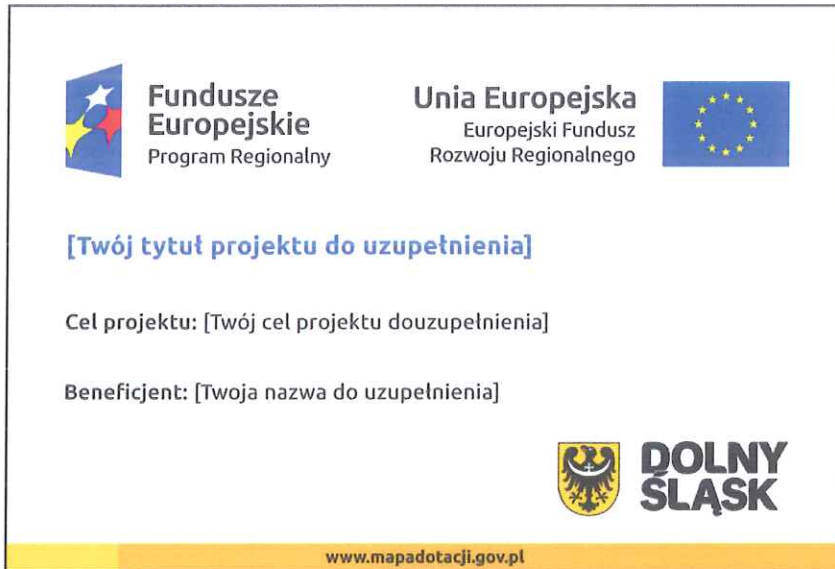 Fundusze
Europejskie
Program Regionalny
Unia Europejska
Europejski Fundusz
Rozwoju Regionalnego
[Twój tytuł projektu do uzupełnienia]
Cel projektu: [Twój cel projektu douzupełnienia]
Beneficjent: [Twoja nazwa do uzupełnienia]
DOLNY
ŚLĄSK
www.mapadotacji.gov.pl